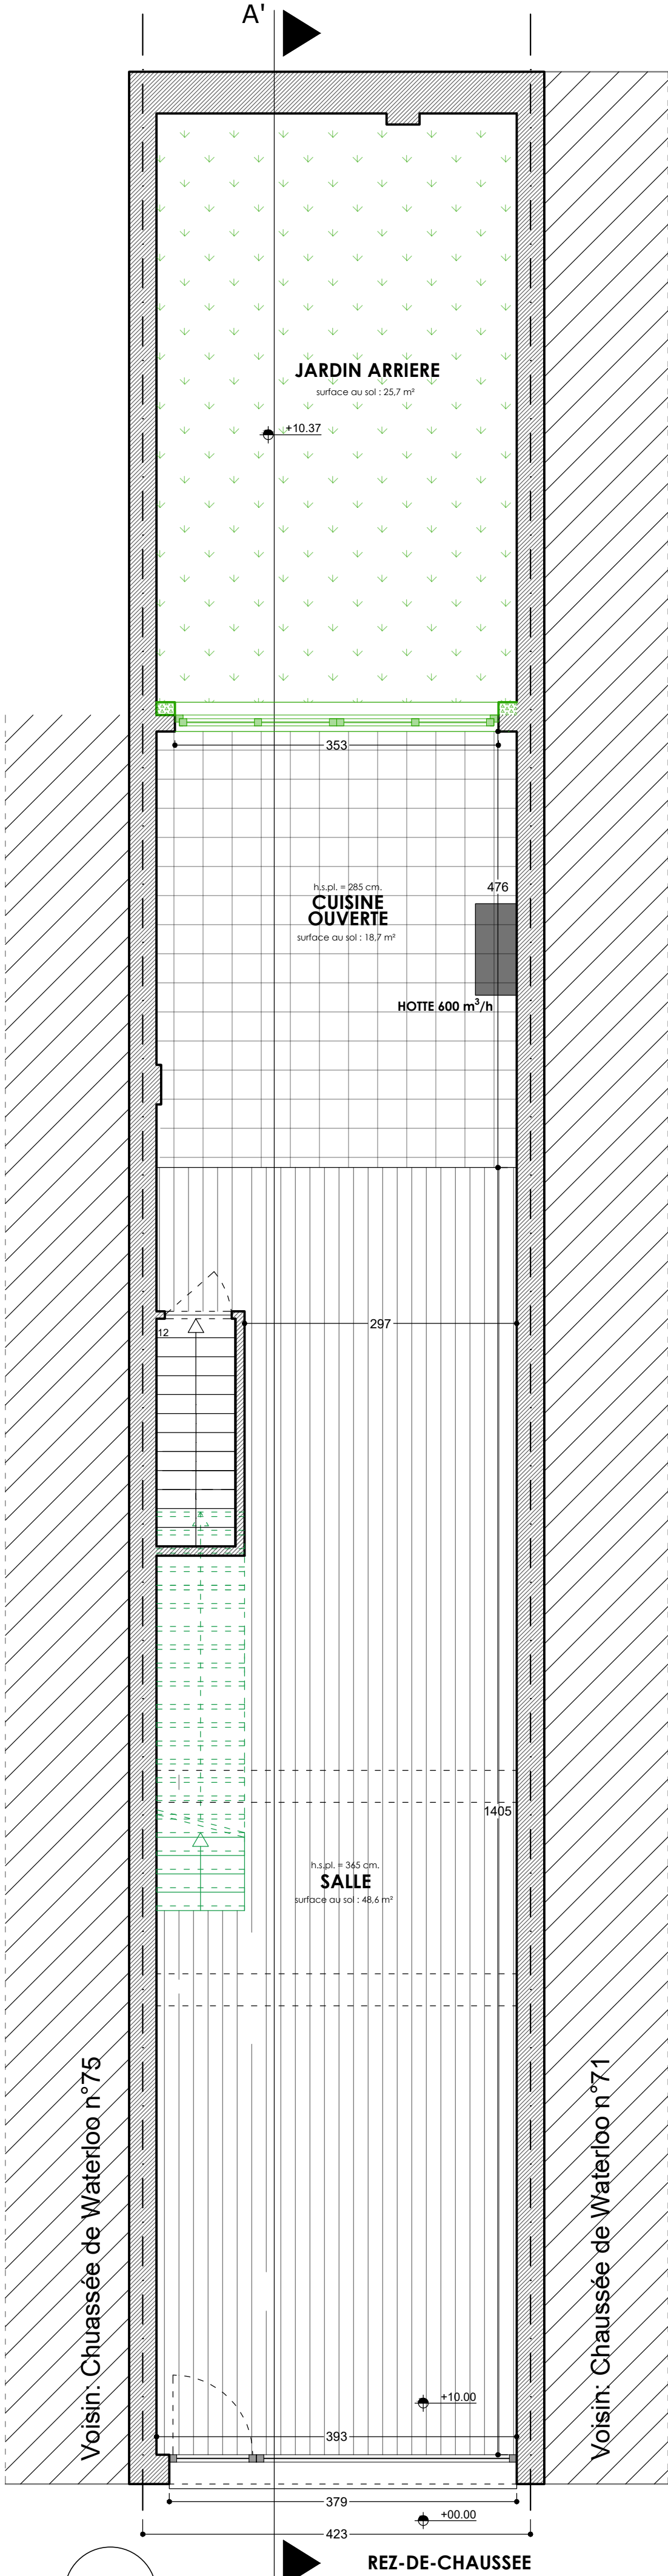 A'
JARDIN ARRIERE
surface au sol : 25,7 m²
+10.37
353
h.s.pl. = 285 cm.
476
CUISINE
OUVERTE
surface au sol : 18,7 m²
HOTTE 600 m³/h
12
297
1405
h.s.pl. = 365 cm.
SALLE
surface au sol : 48,6 m²
Voisin: Chuassée de Waterloo n°75
Voisin: Chaussée de Waterloo n°71
+10.00
393
379
+00.00
423
REZ-DE-CHAUSSEE